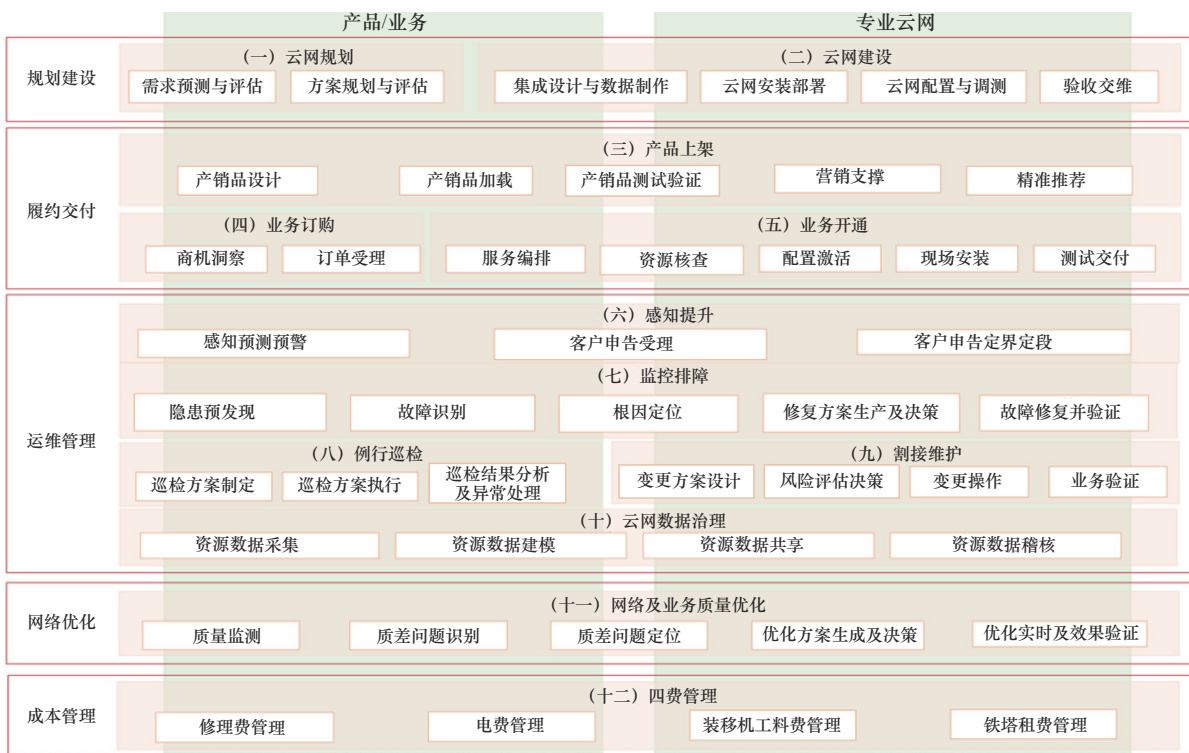 产品/业务
专业云网
规划建设
（一）云网规划
需求预测与评估
方案规划与评估
（二）云网建设
集成设计与数据制作
云网安装部署
云网配置与调测
验收交维
履约交付
（三）产品上架
产销品设计
产销品加载
产销品测试验证
营销支撑
精准推荐
（四）业务订购
商机洞察
订单受理
（五）业务开通
服务编排
资源核查
配置激活
现场安装
测试交付
运维管理
（六）感知提升
感知预测预警
客户申告受理
客户申告定界定段
（七）监控排障
隐患预发现
故障识别
根因定位
修复方案生产及决策
故障修复并验证
（八）例行巡检
巡检方案制定
巡检方案执行
巡检结果分析
及异常处理
（九）割接维护
变更方案设计
风险评估决策
变更操作
业务验证
（十）云网数据治理
资源数据采集
资源数据建模
资源数据共享
资源数据稽核
网络优化
（十一）网络及业务质量优化
质量监测
质差问题识别
质差问题定位
优化方案生成及决策
优化实时及效果验证
成本管理
（十二）四费管理
修理费管理
电费管理
装移机工料费管理
铁塔租费管理